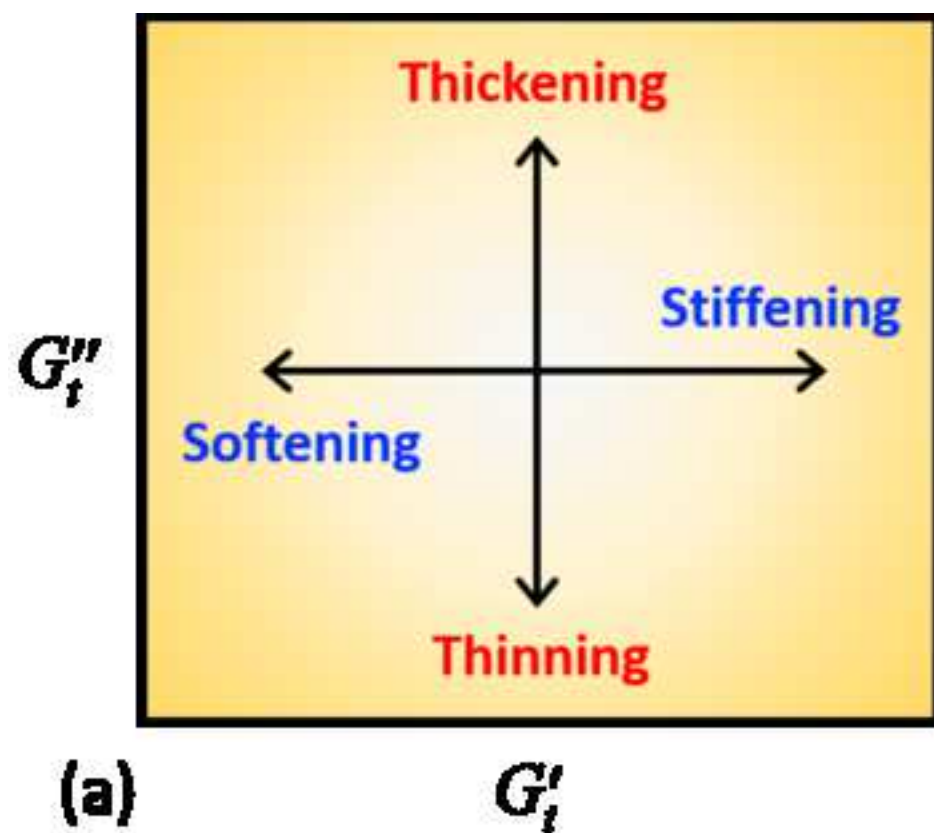 Thickening
Stiffening
G″ₜ
Softening
Thinning
(a)
G′ₜ